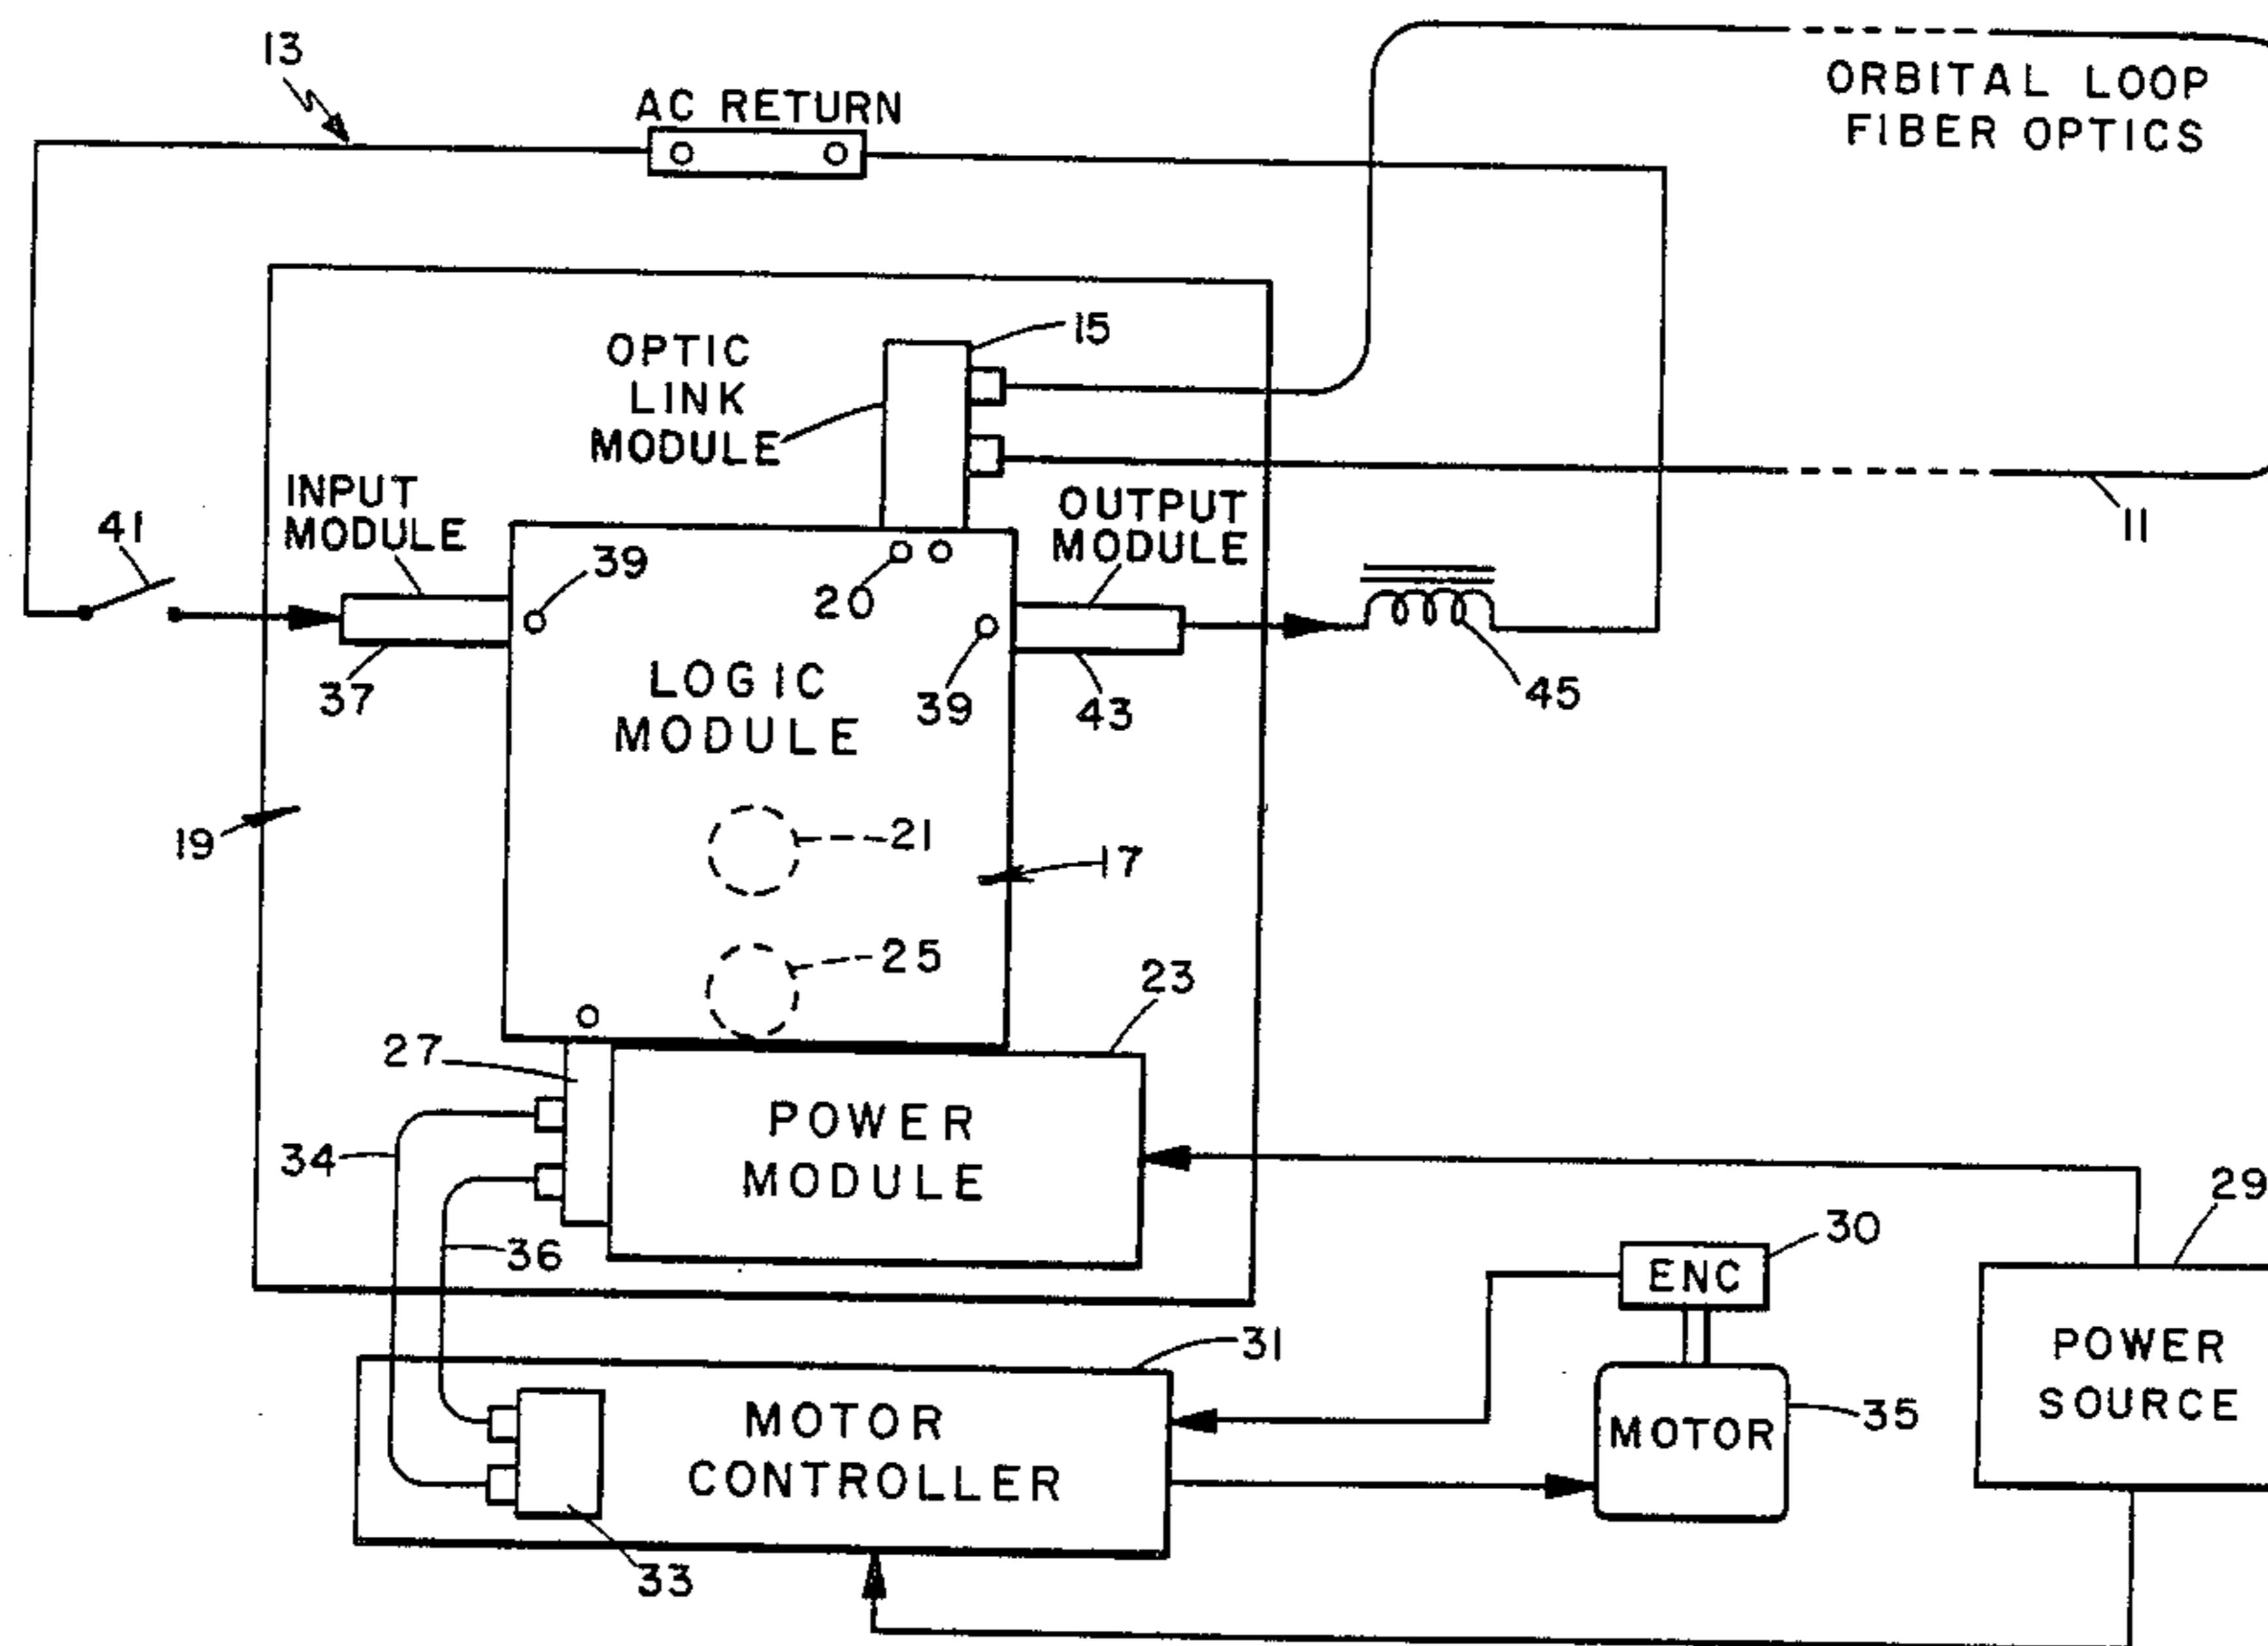 13
AC RETURN
ORBITAL LOOP
FIBER OPTICS
15
OPTIC
LINK
MODULE
11
INPUT
MODULE
OUTPUT
MODULE
41
39
20
37
LOGIC
MODULE
39
43
45
19
21
17
25
23
27
POWER
MODULE
34
36
29
30
ENC
POWER
SOURCE
31
MOTOR
CONTROLLER
MOTOR
35
33